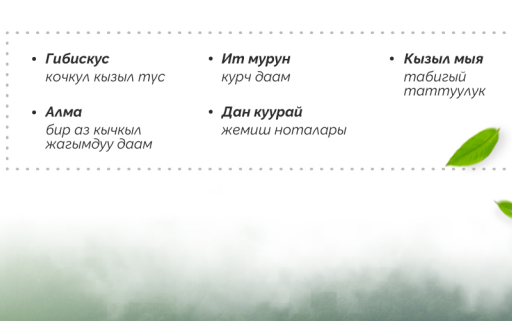 • Гибискус
кочкул кызыл түс
• Ит мурун
курч даам
• Кызыл мыя
табигый
таттуулук
• Алма
бир аз кычкыл
жагымдуу даам
• Дан куурай
жемиш ноталары